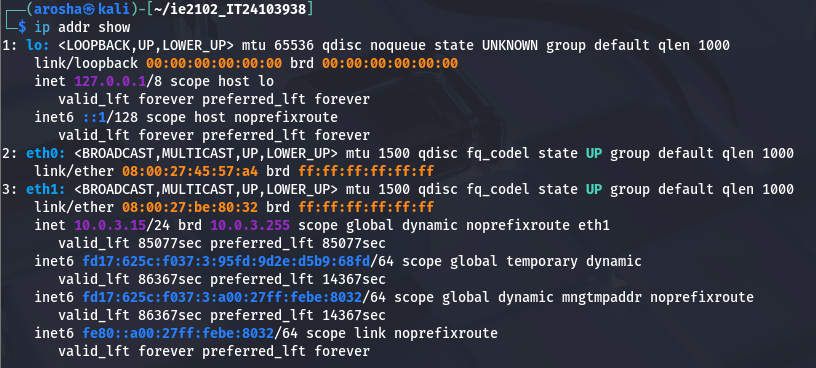 ┌──(arosha㉿kali)-[~/ie2102_IT24103938]
└─$ ip addr show
1: lo: <LOOPBACK,UP,LOWER_UP> mtu 65536 qdisc noqueue state UNKNOWN group default qlen 1000
    link/loopback 00:00:00:00:00:00 brd 00:00:00:00:00:00
    inet 127.0.0.1/8 scope host lo
       valid_lft forever preferred_lft forever
    inet6 ::1/128 scope host noprefixroute
       valid_lft forever preferred_lft forever
2: eth0: <BROADCAST,MULTICAST,UP,LOWER_UP> mtu 1500 qdisc fq_codel state UP group default qlen 1000
    link/ether 08:00:27:45:57:a4 brd ff:ff:ff:ff:ff:ff
3: eth1: <BROADCAST,MULTICAST,UP,LOWER_UP> mtu 1500 qdisc fq_codel state UP group default qlen 1000
    link/ether 08:00:27:be:80:32 brd ff:ff:ff:ff:ff:ff
    inet 10.0.3.15/24 brd 10.0.3.255 scope global dynamic noprefixroute eth1
       valid_lft 85077sec preferred_lft 85077sec
    inet6 fd17:625c:f037:3:95fd:9d2e:d5b9:68fd/64 scope global temporary dynamic
       valid_lft 86367sec preferred_lft 14367sec
    inet6 fd17:625c:f037:3:a00:27ff:febe:8032/64 scope global dynamic mngtmpaddr noprefixroute
       valid_lft 86367sec preferred_lft 14367sec
    inet6 fe80::a00:27ff:febe:8032/64 scope link noprefixroute
       valid_lft forever preferred_lft forever